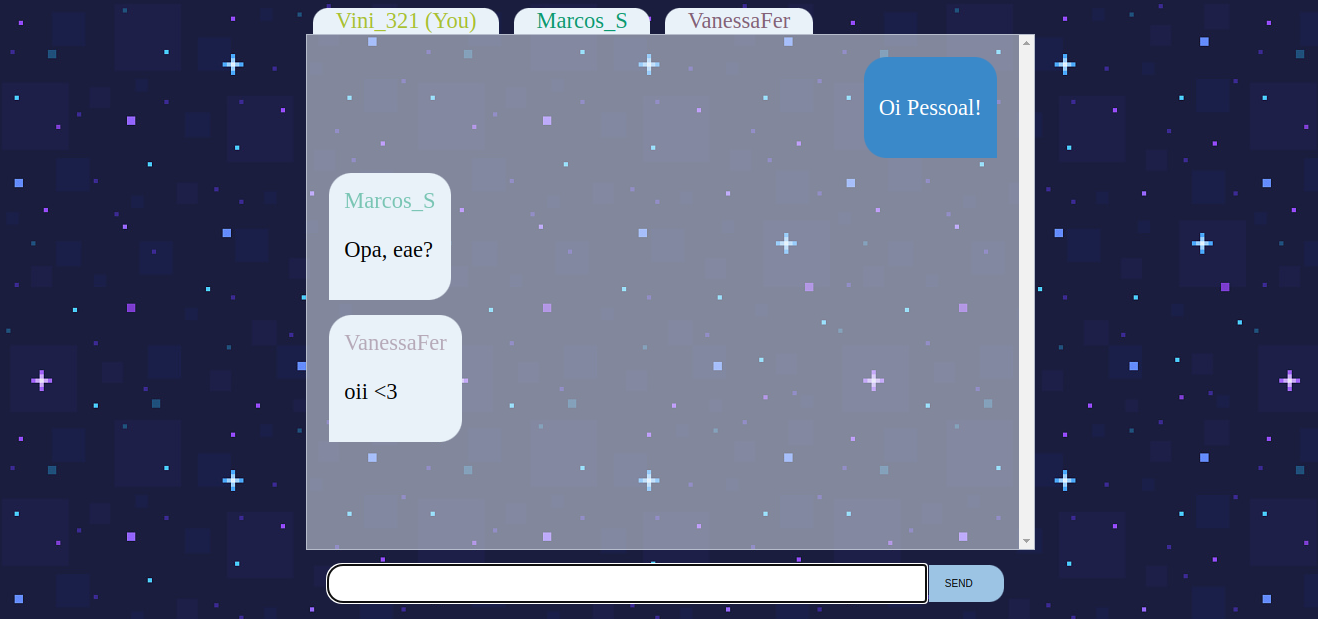 Vini_321 (You) Marcos_S VanessaFer
Oi Pessoal!
Marcos_S
Opa, eae?
VanessaFer
oii <3
SEND